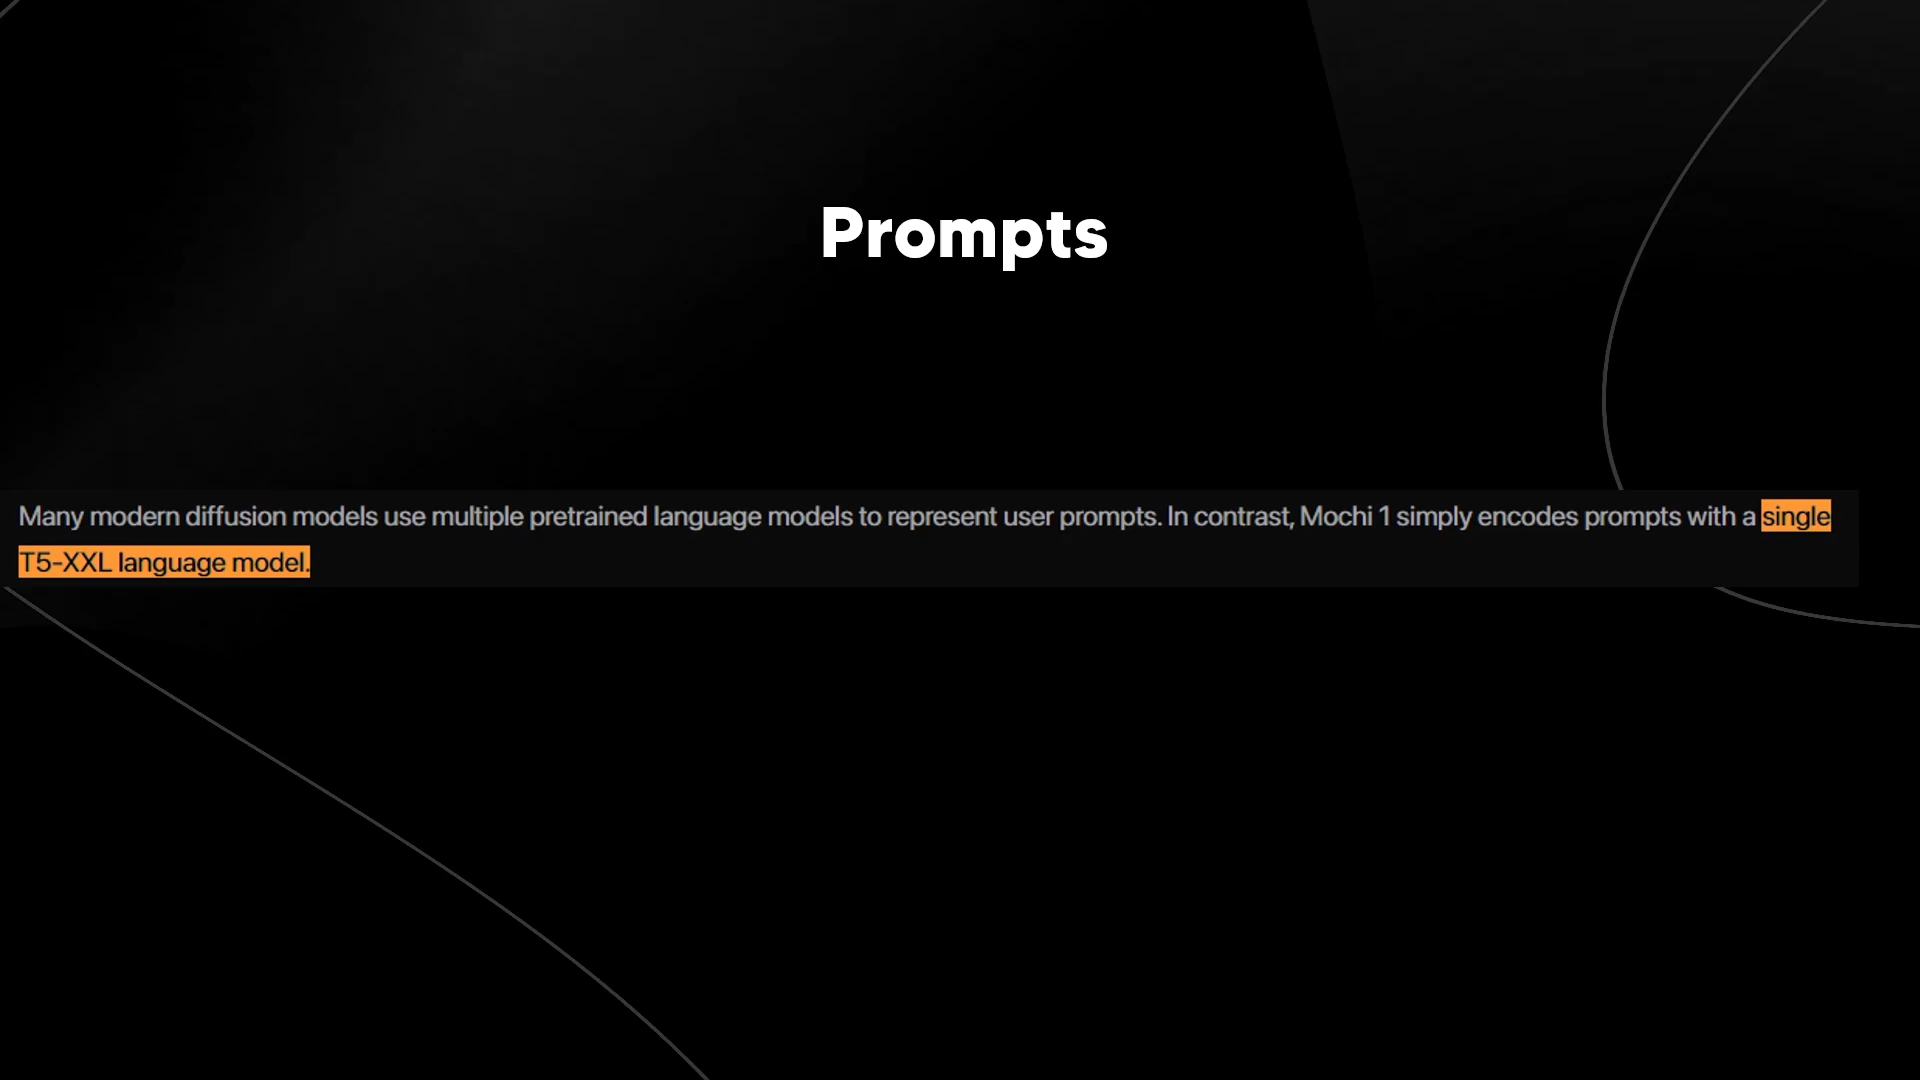 Prompts
Many modern diffusion models use multiple pretrained language models to represent user prompts. In contrast, Mochi 1 simply encodes prompts with a single
T5-XXL language model.